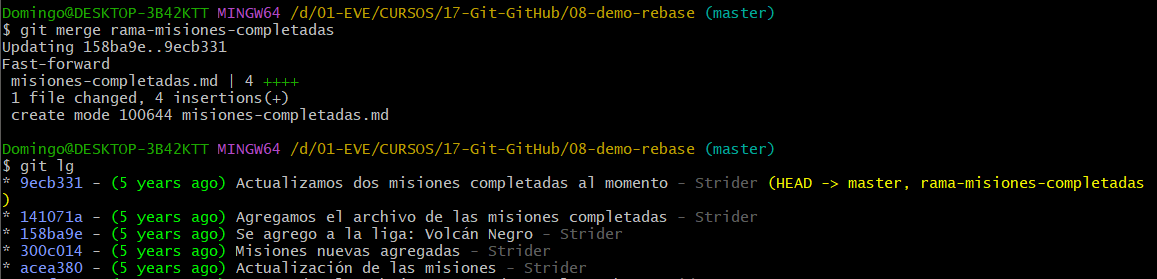 Domingo@DESKTOP-3B42KTT MINGW64 /d/01-EVE/CURSOS/17-Git-GitHub/08-demo-rebase (master)
$ git merge rama-misiones-completadas
Updating 158ba9e..9ecb331
Fast-forward
 misiones-completadas.md | 4 ++++
 1 file changed, 4 insertions(+)
 create mode 100644 misiones-completadas.md
Domingo@DESKTOP-3B42KTT MINGW64 /d/01-EVE/CURSOS/17-Git-GitHub/08-demo-rebase (master)
$ git lg
* 9ecb331 - (5 years ago) Actualizamos dos misiones completadas al momento - Strider (HEAD -> master, rama-misiones-completadas
)
* 141071a - (5 years ago) Agregamos el archivo de las misiones completadas - Strider
* 158ba9e - (5 years ago) Se agrego a la liga: Volcán Negro - Strider
* 300c014 - (5 years ago) Misiones nuevas agregadas - Strider
* acea380 - (5 years ago) Actualización de las misiones - Strider